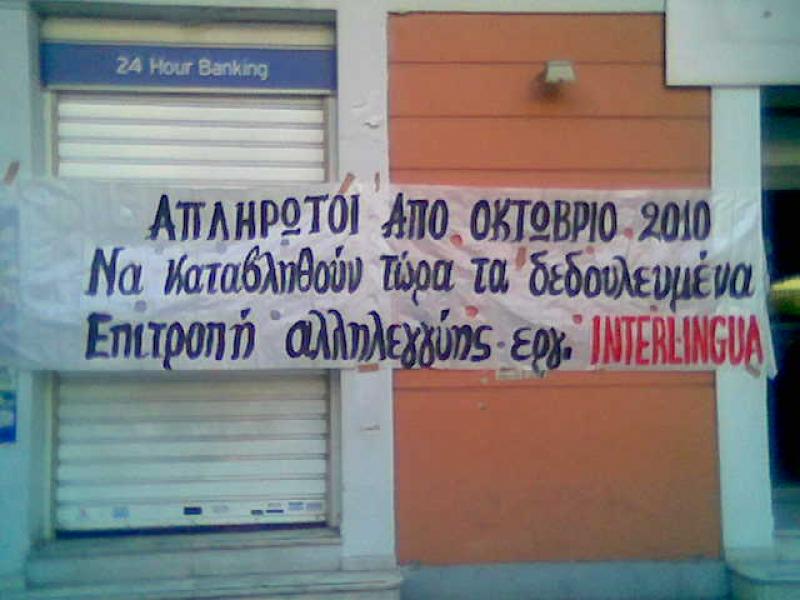 24 Hour Banking
ΑΠΛΗΡΩΤΟΙ ΑΠΟ ΟΚΤΩΒΡΙΟ 2010
Να καταβληθούν τώρα τα δεδουλευμένα
Επιτροπή αλληλεγγύης εργ. INTERLINGUA